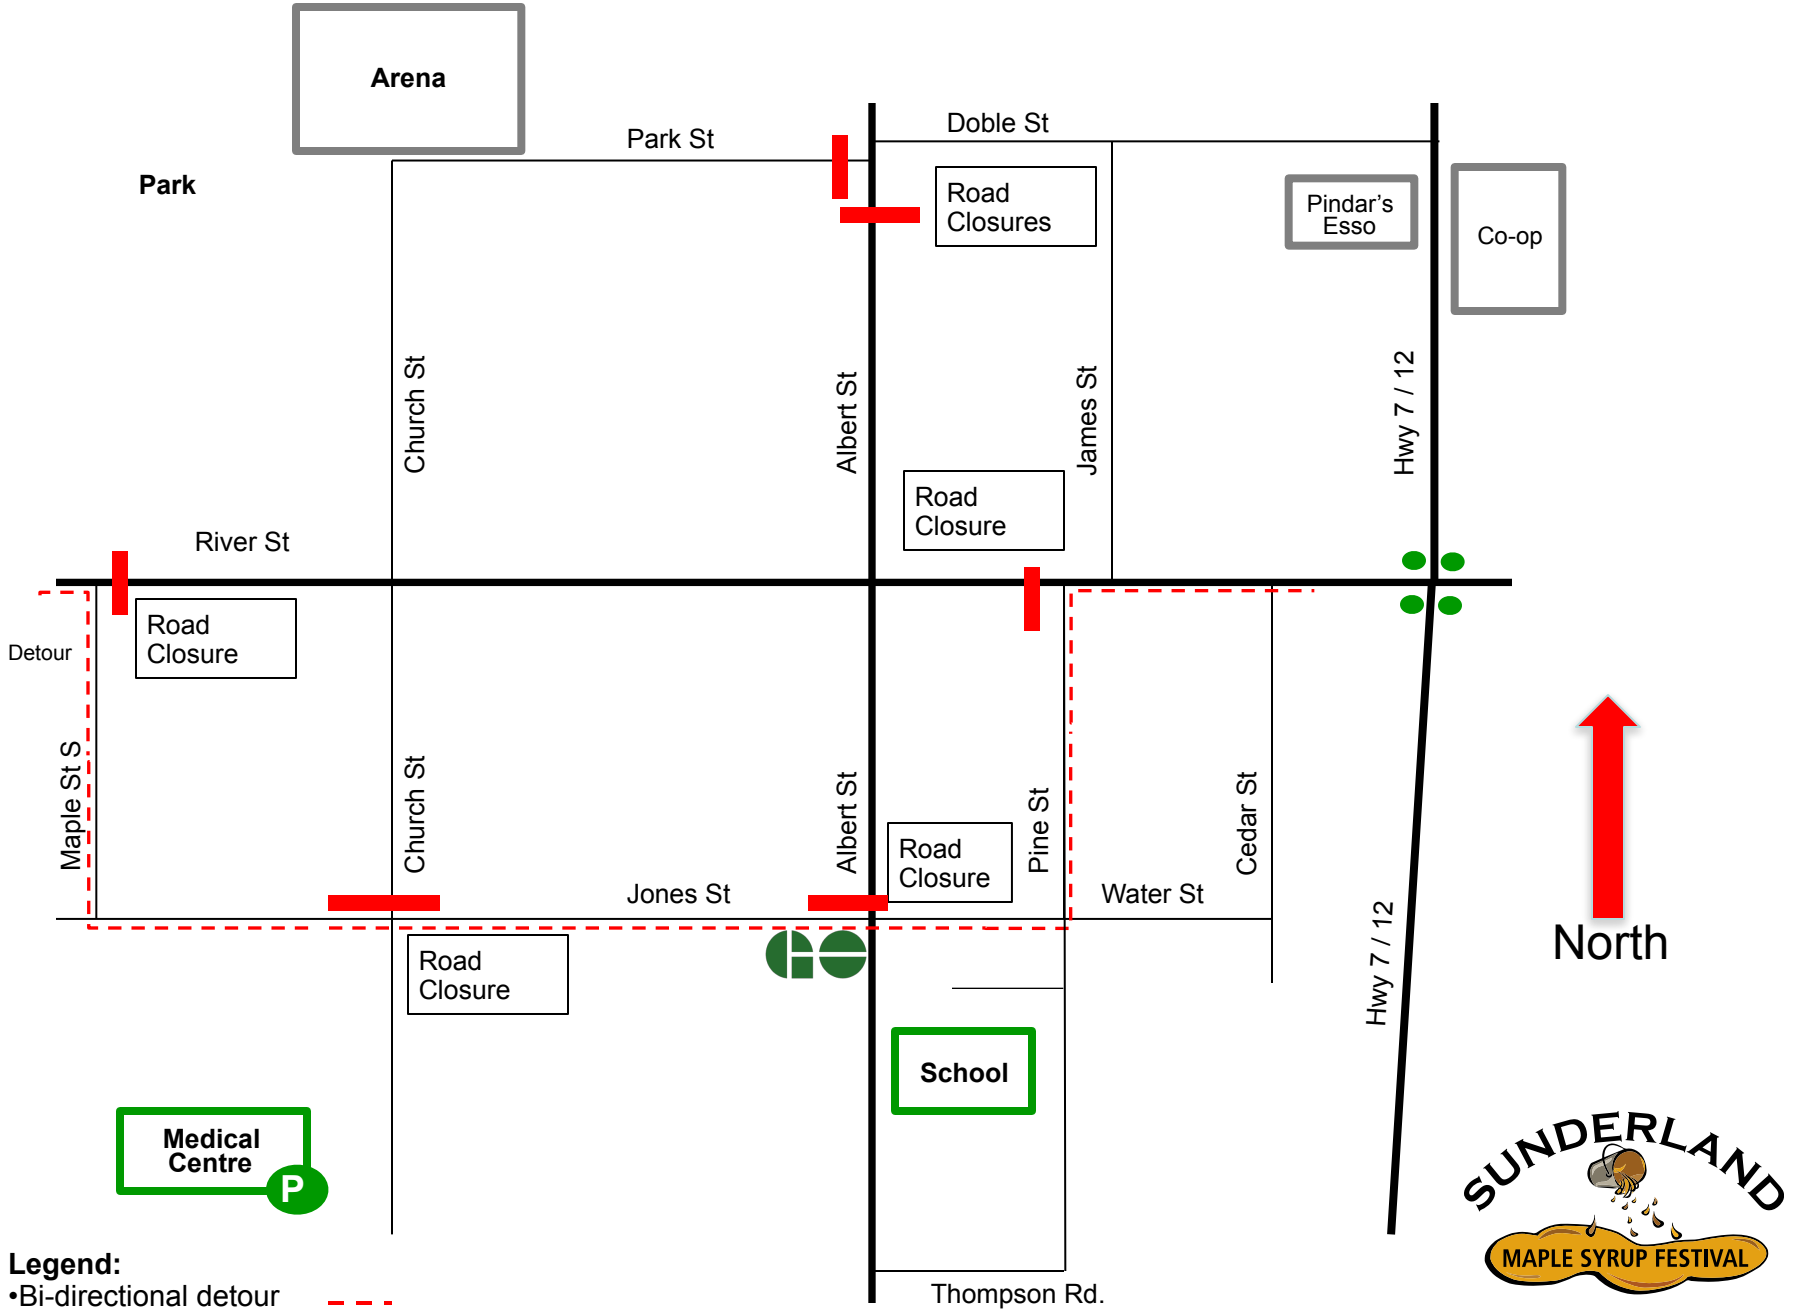 Arena
Park St
Doble St
Park
Road
Closures
Pindar's
Esso
Co-op
Church St
Albert St
James St
Hwy 7 / 12
Road
Closure
River St
Road
Closure
Detour
Maple St S
Church St
Albert St
Road
Closure
Pine St
Cedar St
Jones St
Water St
Hwy 7 / 12
North
Road
Closure
GO
School
Medical
Centre
P
SUNDERLAND
MAPLE SYRUP FESTIVAL
Legend:
•Bi-directional detour
Thompson Rd.